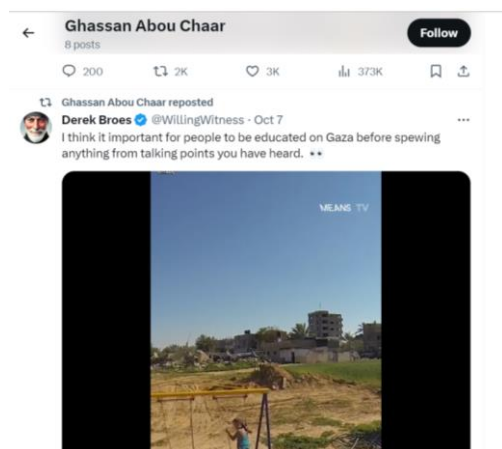 Ghassan Abou Chaar
8 posts
Follow
200 2K 3K 373K
Ghassan Abou Chaar reposted
Derek Broes @WillingWitness · Oct 7
I think it important for people to be educated on Gaza before spewing
anything from talking points you have heard. 👀
MEANS TV